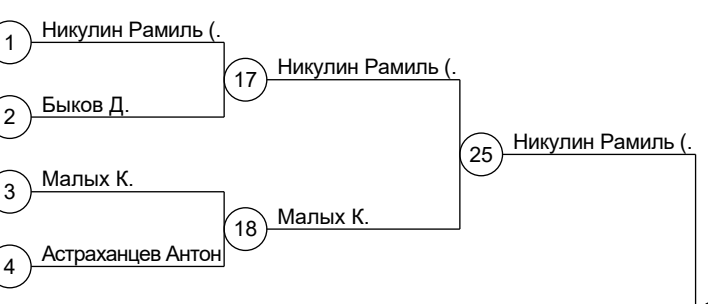 1 Никулин Рамиль (.
17 Никулин Рамиль (.
2 Быков Д.
25 Никулин Рамиль (.
3 Малых К.
18 Малых К.
4 Астраханцев Антон